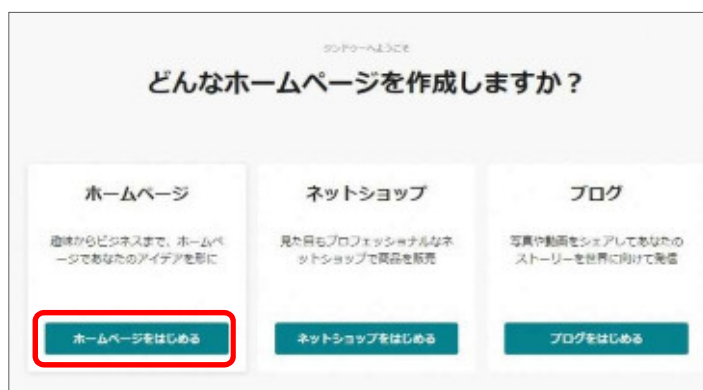 ジンドゥーへようこそ
どんなホームページを作成しますか？
ホームページ
趣味からビジネスまで、ホームペ
ージであなたのアイデアを形に
ホームページをはじめる
ネットショップ
見た目もプロフェッショナルなネ
ットショップで商品を販売
ネットショップをはじめる
ブログ
写真や動画をシェアしてあなたの
ストーリーを世界に向けて発信
ブログをはじめる